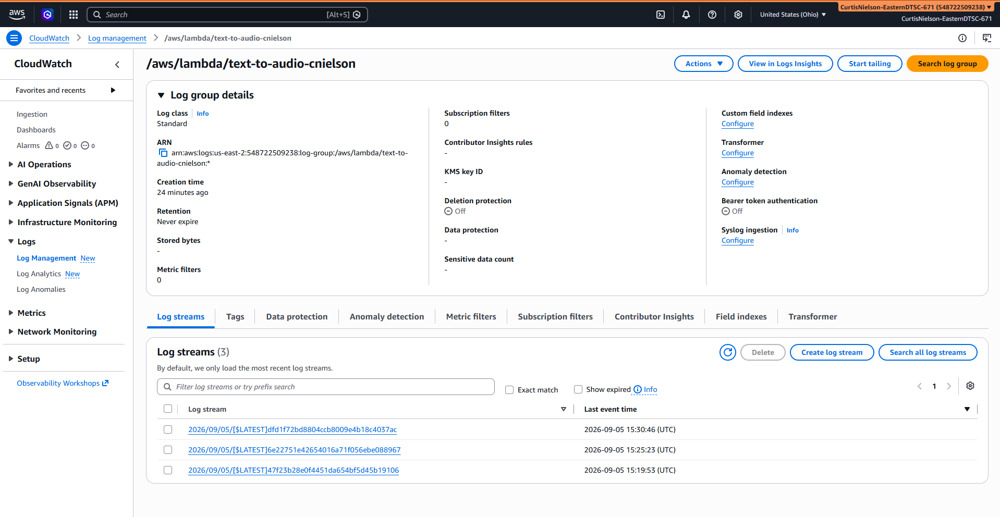 aws
Search
[Alt+S]
United States (Ohio)
CurtisNielson-EasternDTSC-671 (548722509238)
CurtisNielson-EasternDTSC-671
CloudWatch
Log management
/aws/lambda/text-to-audio-cnielson
CloudWatch
Favorites and recents
Ingestion
Dashboards
Alarms 0 0 0
AI Operations
GenAI Observability
Application Signals (APM)
Infrastructure Monitoring
Logs
Log Management New
Log Analytics New
Log Anomalies
Metrics
Network Monitoring
Setup
Observability Workshops
/aws/lambda/text-to-audio-cnielson
Actions
View in Logs Insights
Start tailing
Search log group
Log group details
Log class Info
Standard
ARN
arn:aws:logs:us-east-2:548722509238:log-group:/aws/lambda/text-to-
audio-cnielson:*
Creation time
24 minutes ago
Retention
Never expire
Stored bytes
-
Metric filters
0
Subscription filters
0
Contributor Insights rules
-
KMS key ID
-
Deletion protection
Off
Data protection
-
Sensitive data count
-
Custom field indexes
Configure
Transformer
Configure
Anomaly detection
Configure
Bearer token authentication
Off
Syslog ingestion Info
Configure
Log streams
Tags
Data protection
Anomaly detection
Metric filters
Subscription filters
Contributor Insights
Field indexes
Transformer
Log streams (3)
Delete
Create log stream
Search all log streams
By default, we only load the most recent log streams.
Filter log streams or try prefix search
Exact match
Show expired Info
1
Log stream
Last event time
2026/09/05/[$LATEST]dfd1f72bd8804ccb8009e4b18c4037ac
2026-09-05 15:30:46 (UTC)
2026/09/05/[$LATEST]6e22751e42654016a71f056ebe088967
2026-09-05 15:25:23 (UTC)
2026/09/05/[$LATEST]47f23b28e0f4451da654bf5d45b19106
2026-09-05 15:19:53 (UTC)